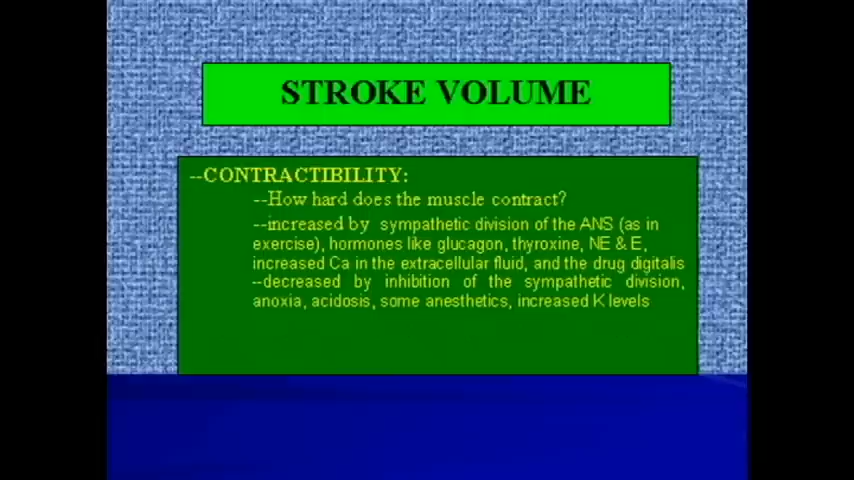 STROKE VOLUME
--CONTRACTIBILITY:
--How hard does the muscle contract?
--increased by sympathetic division of the ANS (as in
exercise), hormones like glucagon, thyroxine, NE & E,
increased Ca in the extracellular fluid, and the drug digitalis
--decreased by inhibition of the sympathetic division,
anoxia, acidosis, some anesthetics, increased K levels